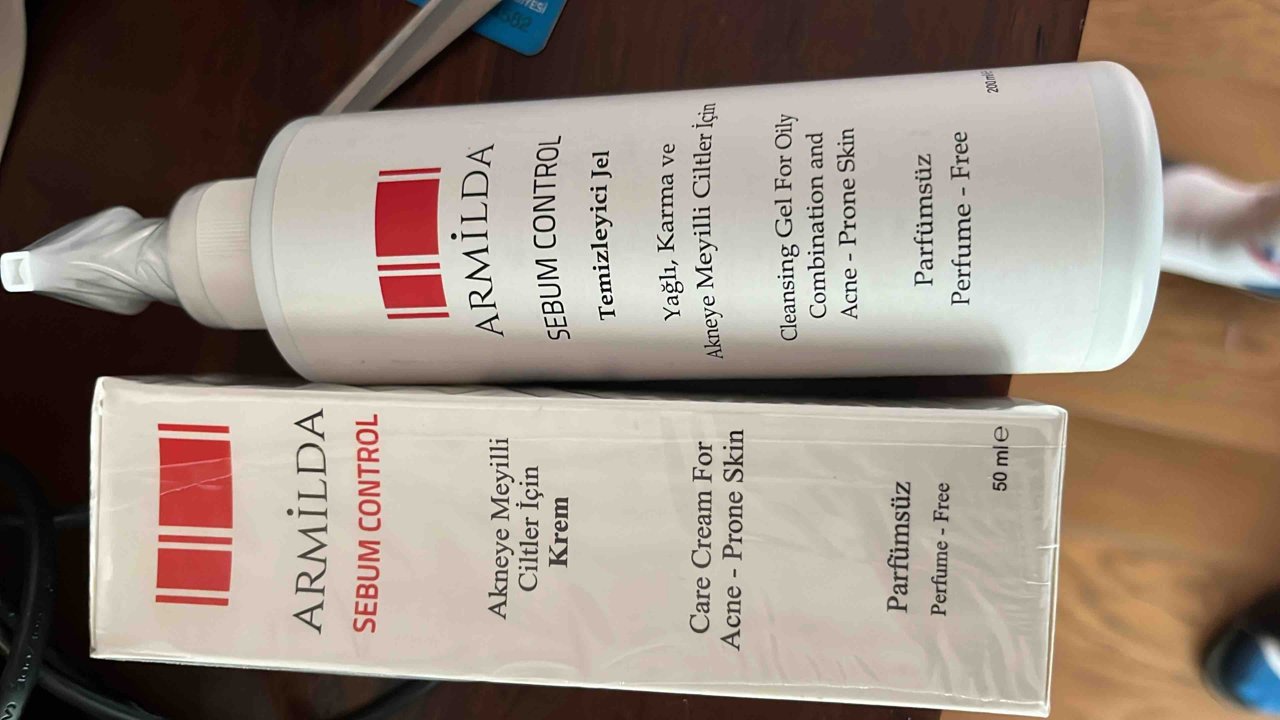 ARMİLDA
SEBUM CONTROL
Temizleyici Jel
Yağlı, Karma ve
Akneye Meyilli Ciltler İçin
Cleansing Gel For Oily
Combination and
Acne - Prone Skin
Parfümsüz
Perfume - Free
200 ml e
ARMİLDA
SEBUM CONTROL
Akneye Meyilli
Ciltler İçin
Krem
Care Cream For
Acne - Prone Skin
Parfümsüz
Perfume - Free
50 ml e